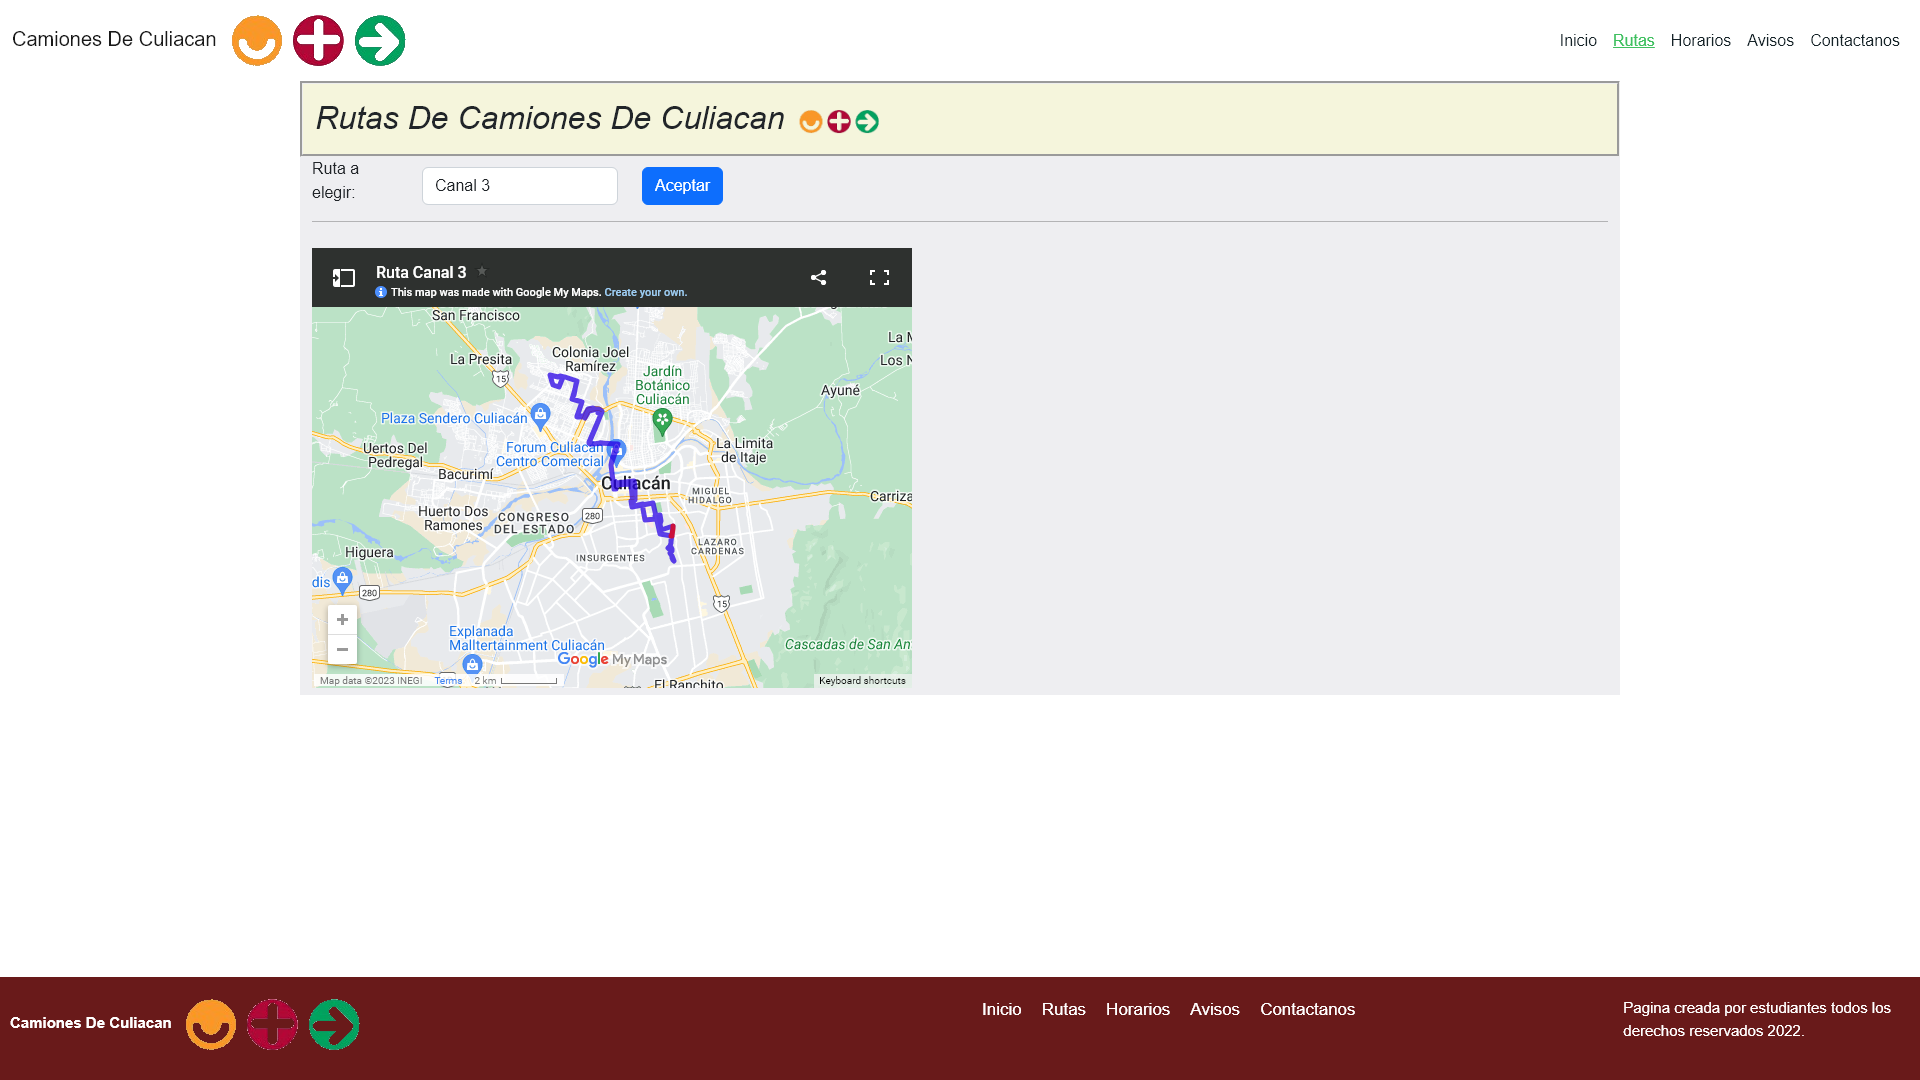 Camiones De Culiacan
Inicio Rutas Horarios Avisos Contactanos
Rutas De Camiones De Culiacan
Ruta a
elegir:
Canal 3
Aceptar
Ruta Canal 3
This map was made with Google My Maps. Create your own.
San Francisco
La Presita
Colonia Joel
Ramírez
15
Jardín
Botánico
Culiacán
Ayuné
Plaza Sendero Culiacán
Uertos Del
Pedregal
Forum Culiacán
Centro Comercial
La Limita
de Itaje
Bacurimí
Culiacán
MIGUEL
HIDALGO
Carriza
Huerto Dos
Ramones
CONGRESO
DEL ESTADO
280
LAZARO
CARDENAS
Higuera
INSURGENTES
dis
280
15
+
−
Explanada
Malltertainment Culiacán
Cascadas de San An
Google My Maps
Map data ©2023 INEGI Terms 2 km
El Ranchito
Keyboard shortcuts
Camiones De Culiacan
Inicio Rutas Horarios Avisos Contactanos
Pagina creada por estudiantes todos los
derechos reservados 2022.